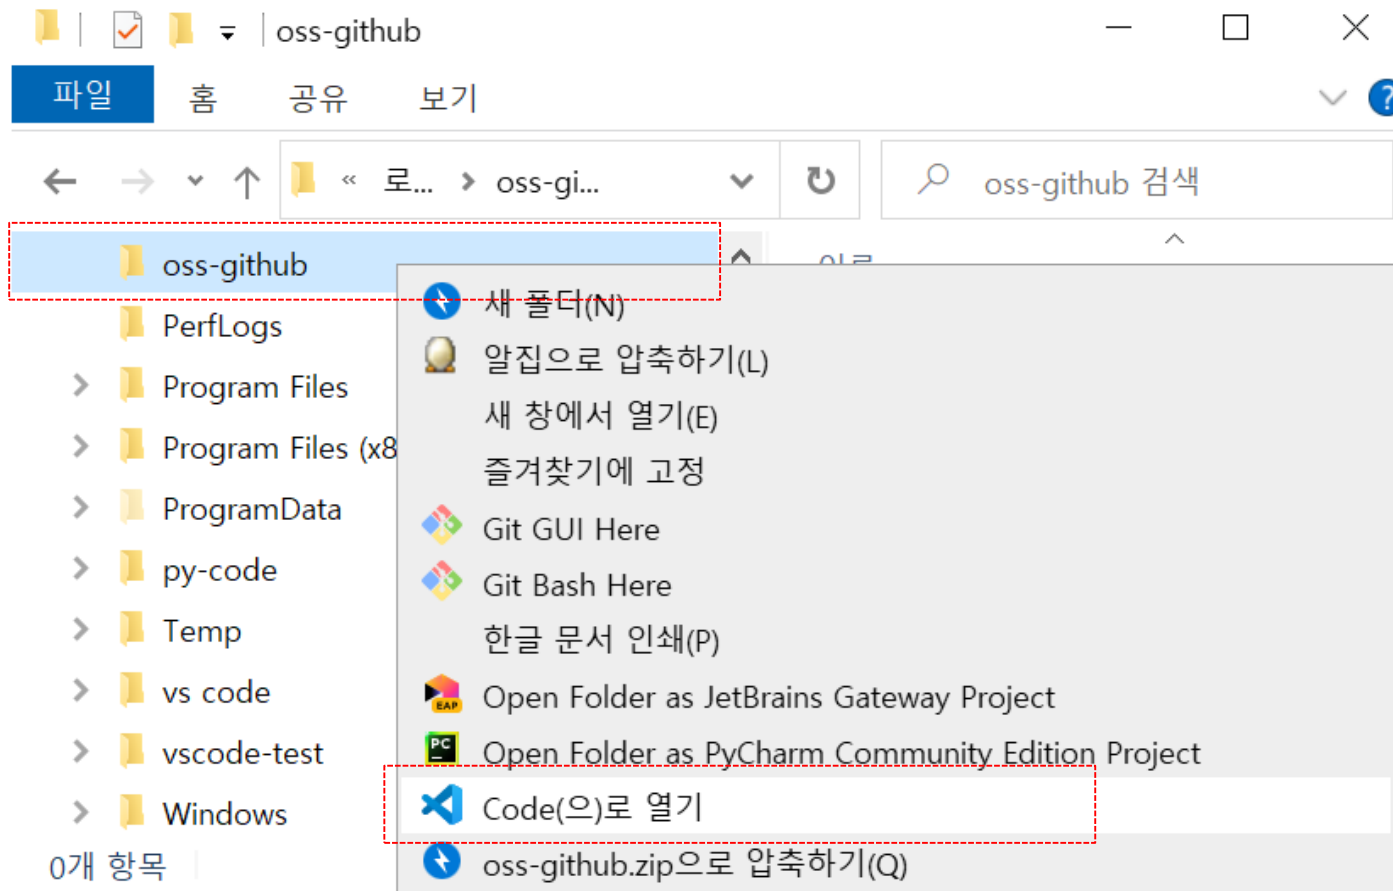 oss-github
파일 홈 공유 보기
?
« 로... > oss-gi...
oss-github 검색
oss-github
PerfLogs
Program Files
Program Files (x8
ProgramData
py-code
Temp
vs code
vscode-test
Windows
0개 항목
새 폴더(N)
알집으로 압축하기(L)
새 창에서 열기(E)
즐겨찾기에 고정
Git GUI Here
Git Bash Here
한글 문서 인쇄(P)
EAP
Open Folder as JetBrains Gateway Project
PC
Open Folder as PyCharm Community Edition Project
Code(으)로 열기
oss-github.zip으로 압축하기(Q)